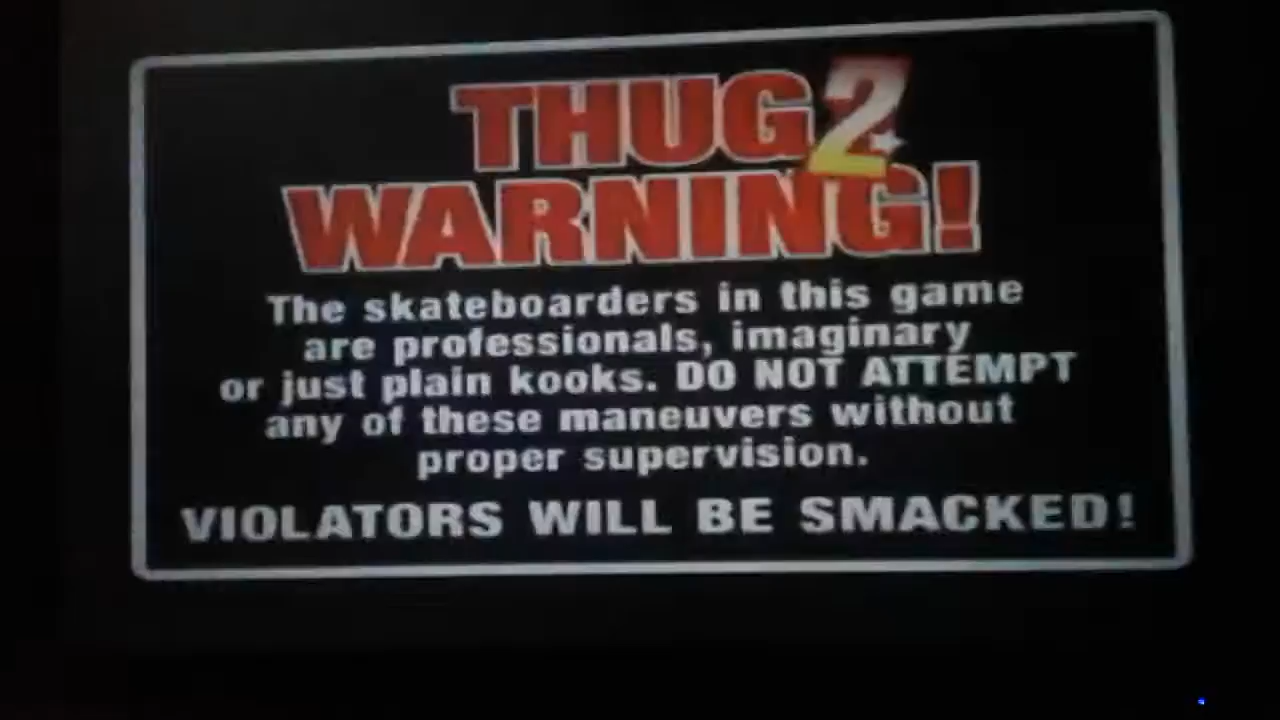 THUG 2
WARNING!
The skateboarders in this game
are professionals, imaginary
or just plain kooks. DO NOT ATTEMPT
any of these maneuvers without
proper supervision.
VIOLATORS WILL BE SMACKED!